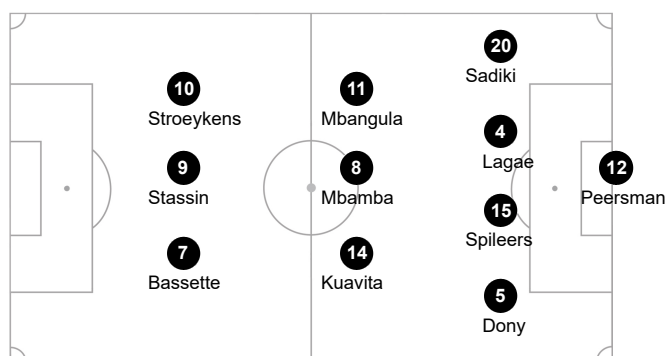 20
Sadiki
10
Stroeykens
11
Mbangula
4
Lagae
9
Stassin
8
Mbamba
12
Peersman
15
Spileers
7
Bassette
14
Kuavita
5
Dony